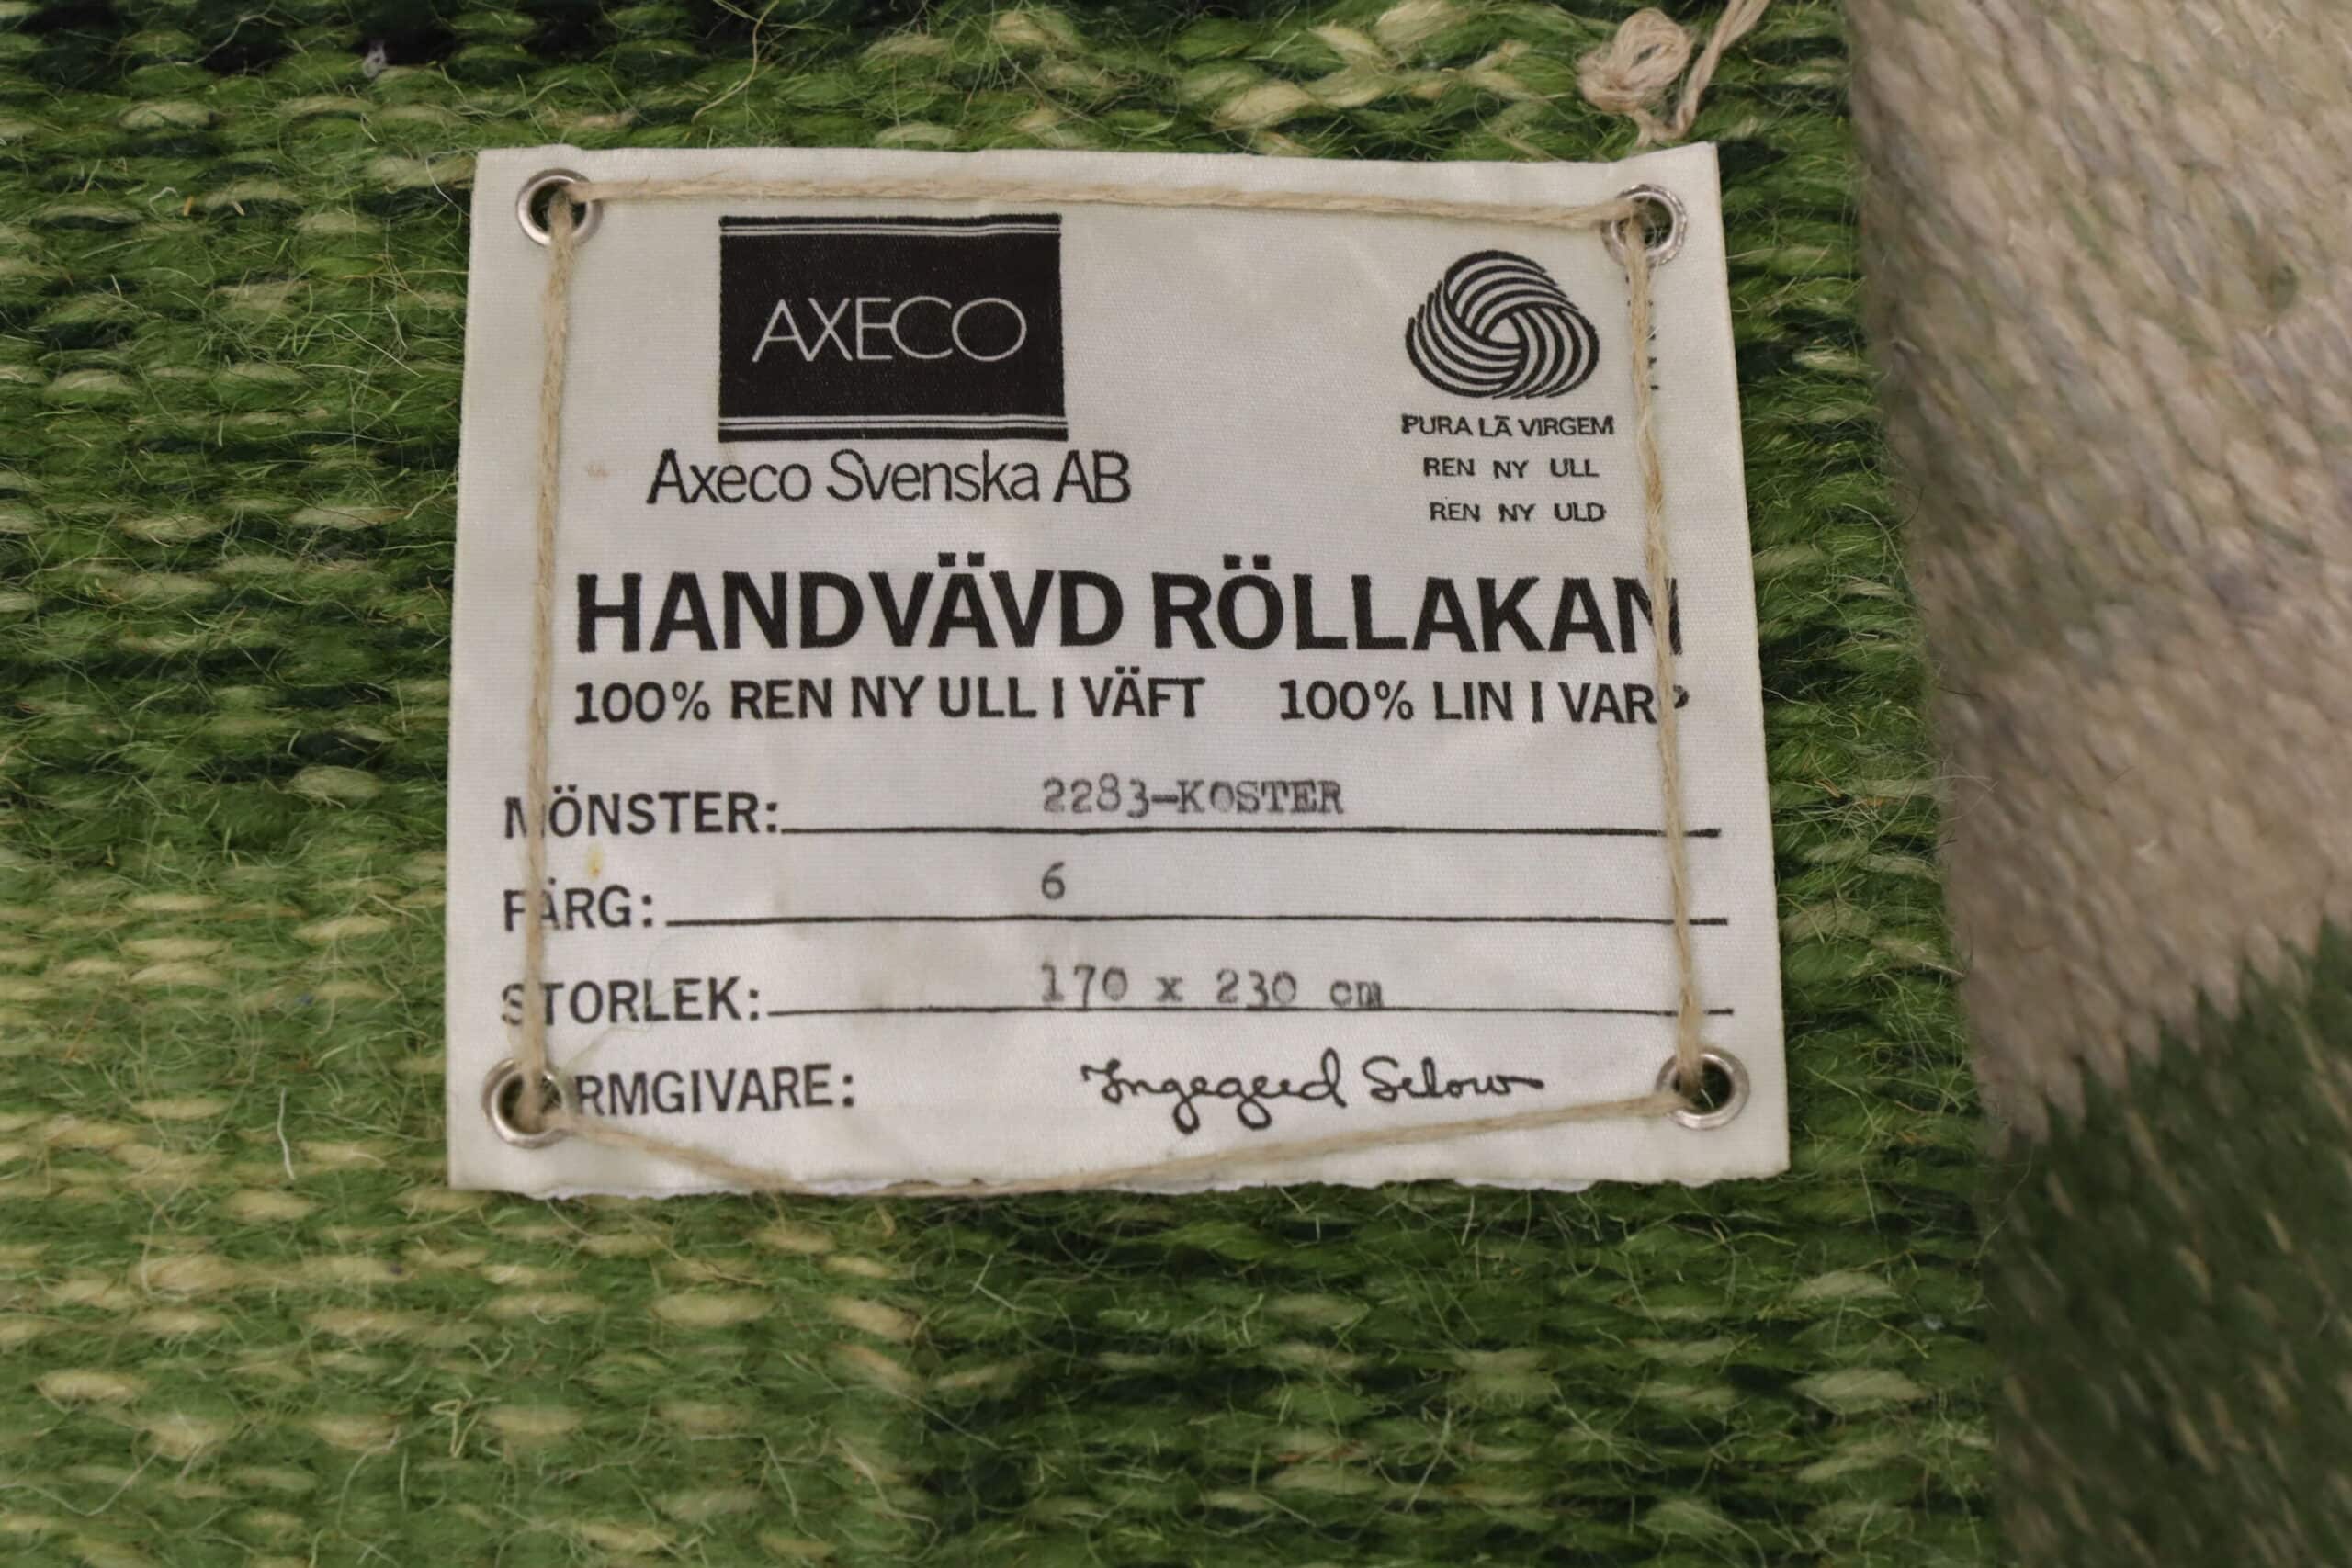 AXECO
Axeco Svenska AB
PURA LÃ VIRGEM
REN NY ULL
REN NY ULD
HANDVÄVD RÖLLAKAN
100% REN NY ULL I VÄFT 100% LIN I VARP
MÖNSTER: 2283-KOSTER
FÄRG: 6
STORLEK: 170 x 230 cm
RMGIVARE: Ingegerd Silow